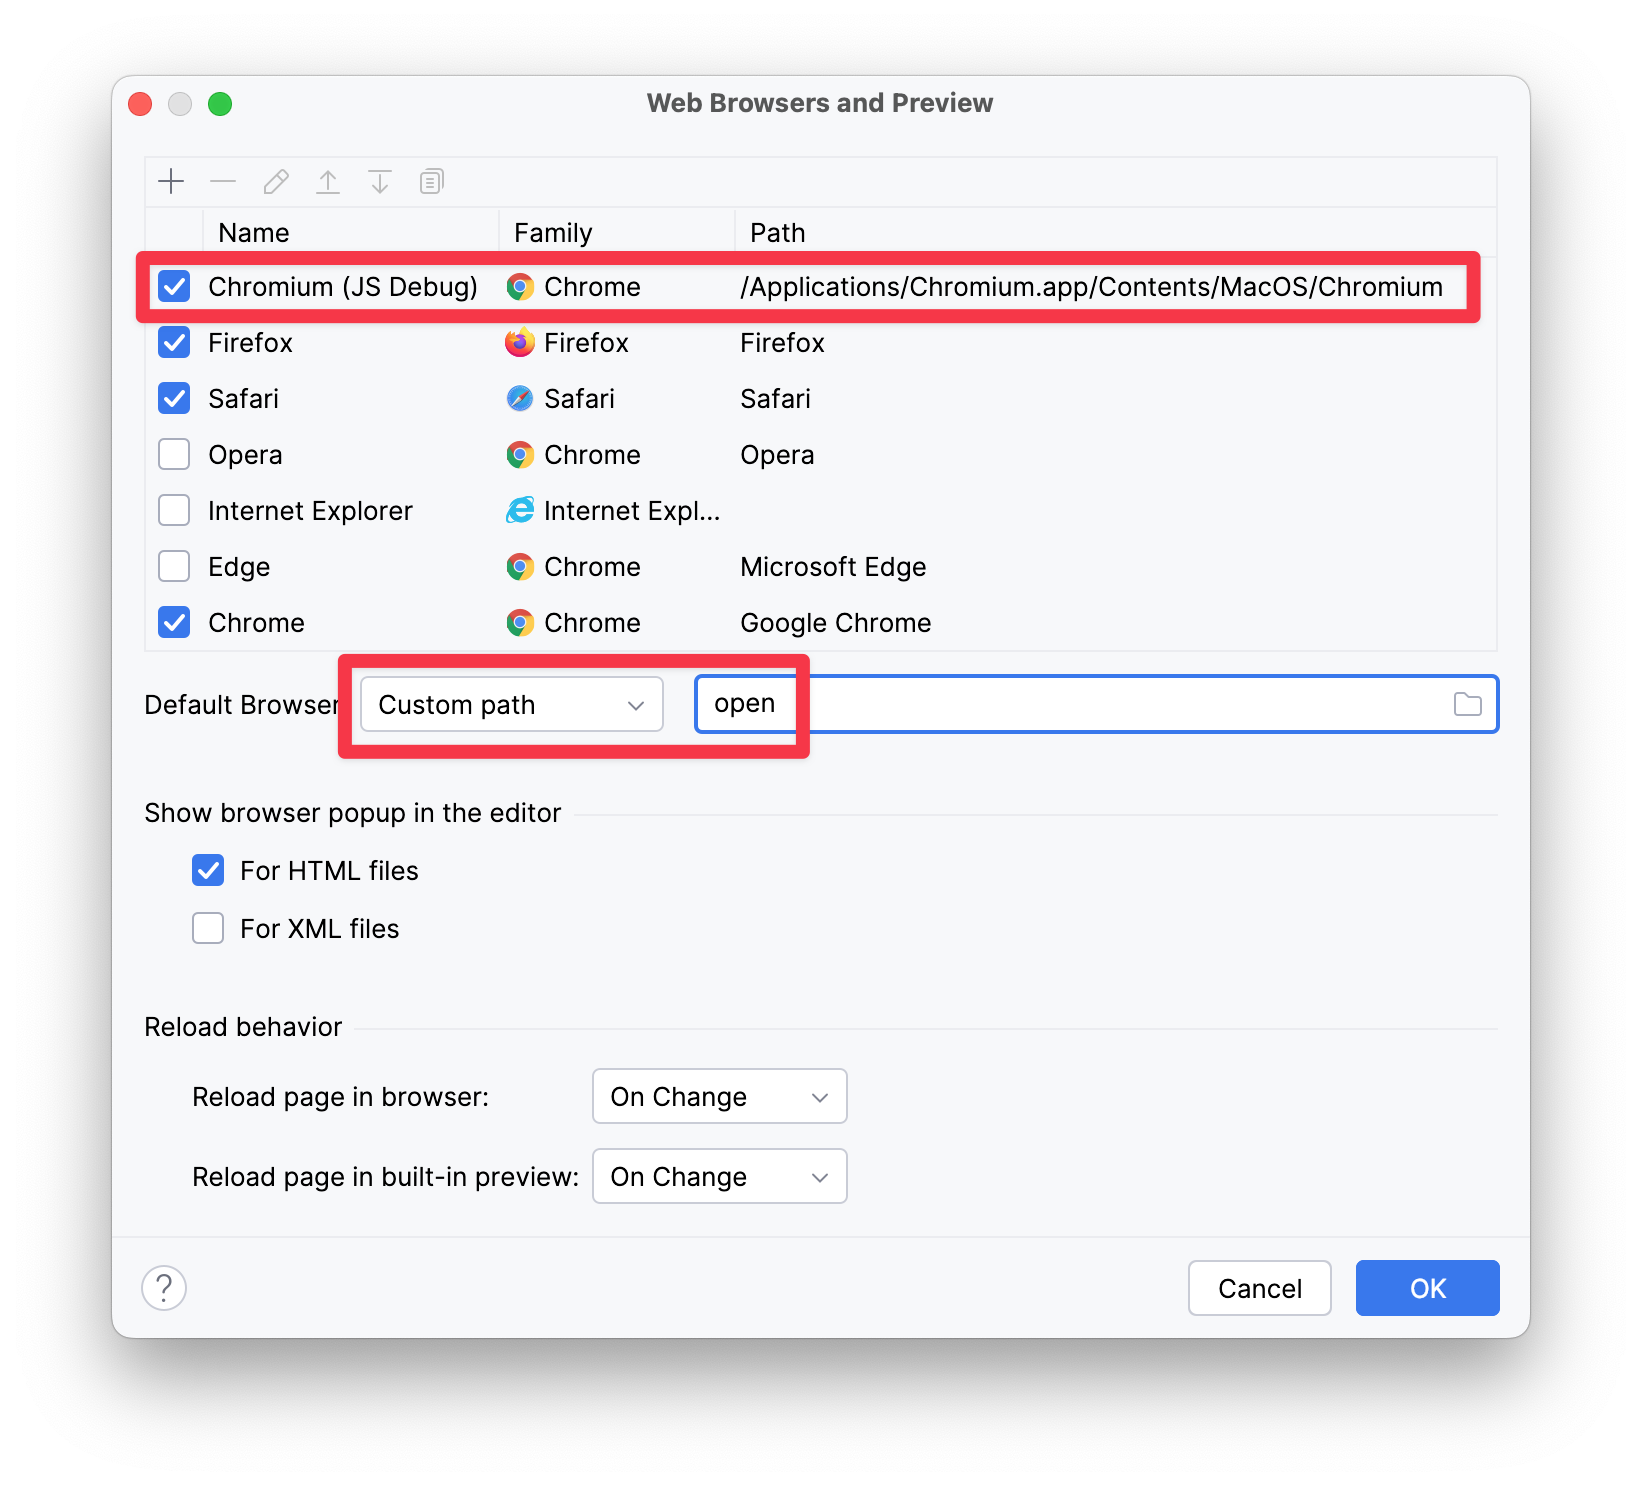 Web Browsers and Preview
Name Family Path
Chromium (JS Debug) Chrome /Applications/Chromium.app/Contents/MacOS/Chromium
Firefox Firefox Firefox
Safari Safari Safari
Opera Chrome Opera
Internet Explorer Internet Expl...
Edge Chrome Microsoft Edge
Chrome Chrome Google Chrome
Default Browser Custom path open
Show browser popup in the editor
For HTML files
For XML files
Reload behavior
Reload page in browser: On Change
Reload page in built-in preview: On Change
? Cancel OK